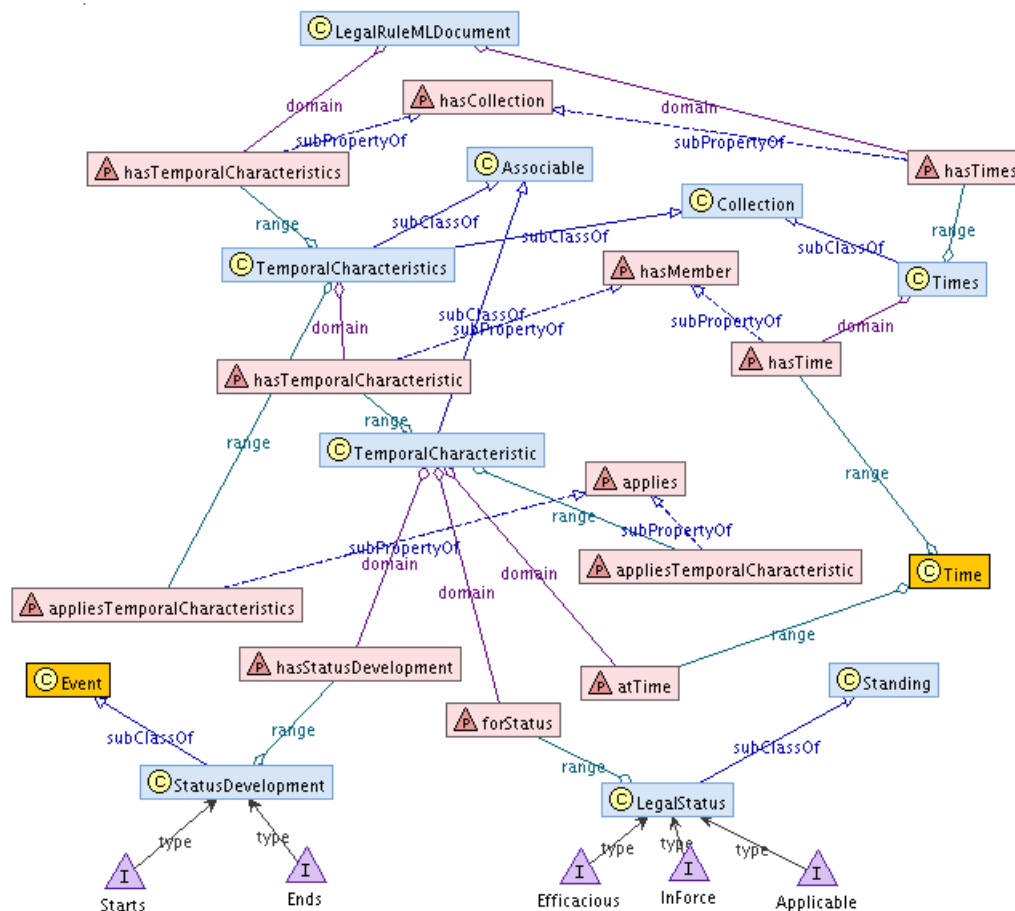 C LegalRuleMLDocument
domain
P hasCollection
domain
subPropertyOf
subPropertyOf
P hasTemporalCharacteristics
C Associable
P hasTimes
range
C Collection
range
subClassOf
subClassOf
subClassOf
C TemporalCharacteristics
P hasMember
C Times
subClassOf
domain
subPropertyOf
subPropertyOf
domain
P hasTemporalCharacteristic
P hasTime
range
range
C TemporalCharacteristic
range
P applies
range
subPropertyOf
subPropertyOf
domain
domain
P appliesTemporalCharacteristic
C Time
domain
P appliesTemporalCharacteristics
range
P hasStatusDevelopment
C Event
P atTime
C Standing
P forStatus
subClassOf
range
subClassOf
range
C StatusDevelopment
C LegalStatus
type
type
type
type
type
I
I
I
I
I
Starts
Ends
Efficacious
InForce
Applicable